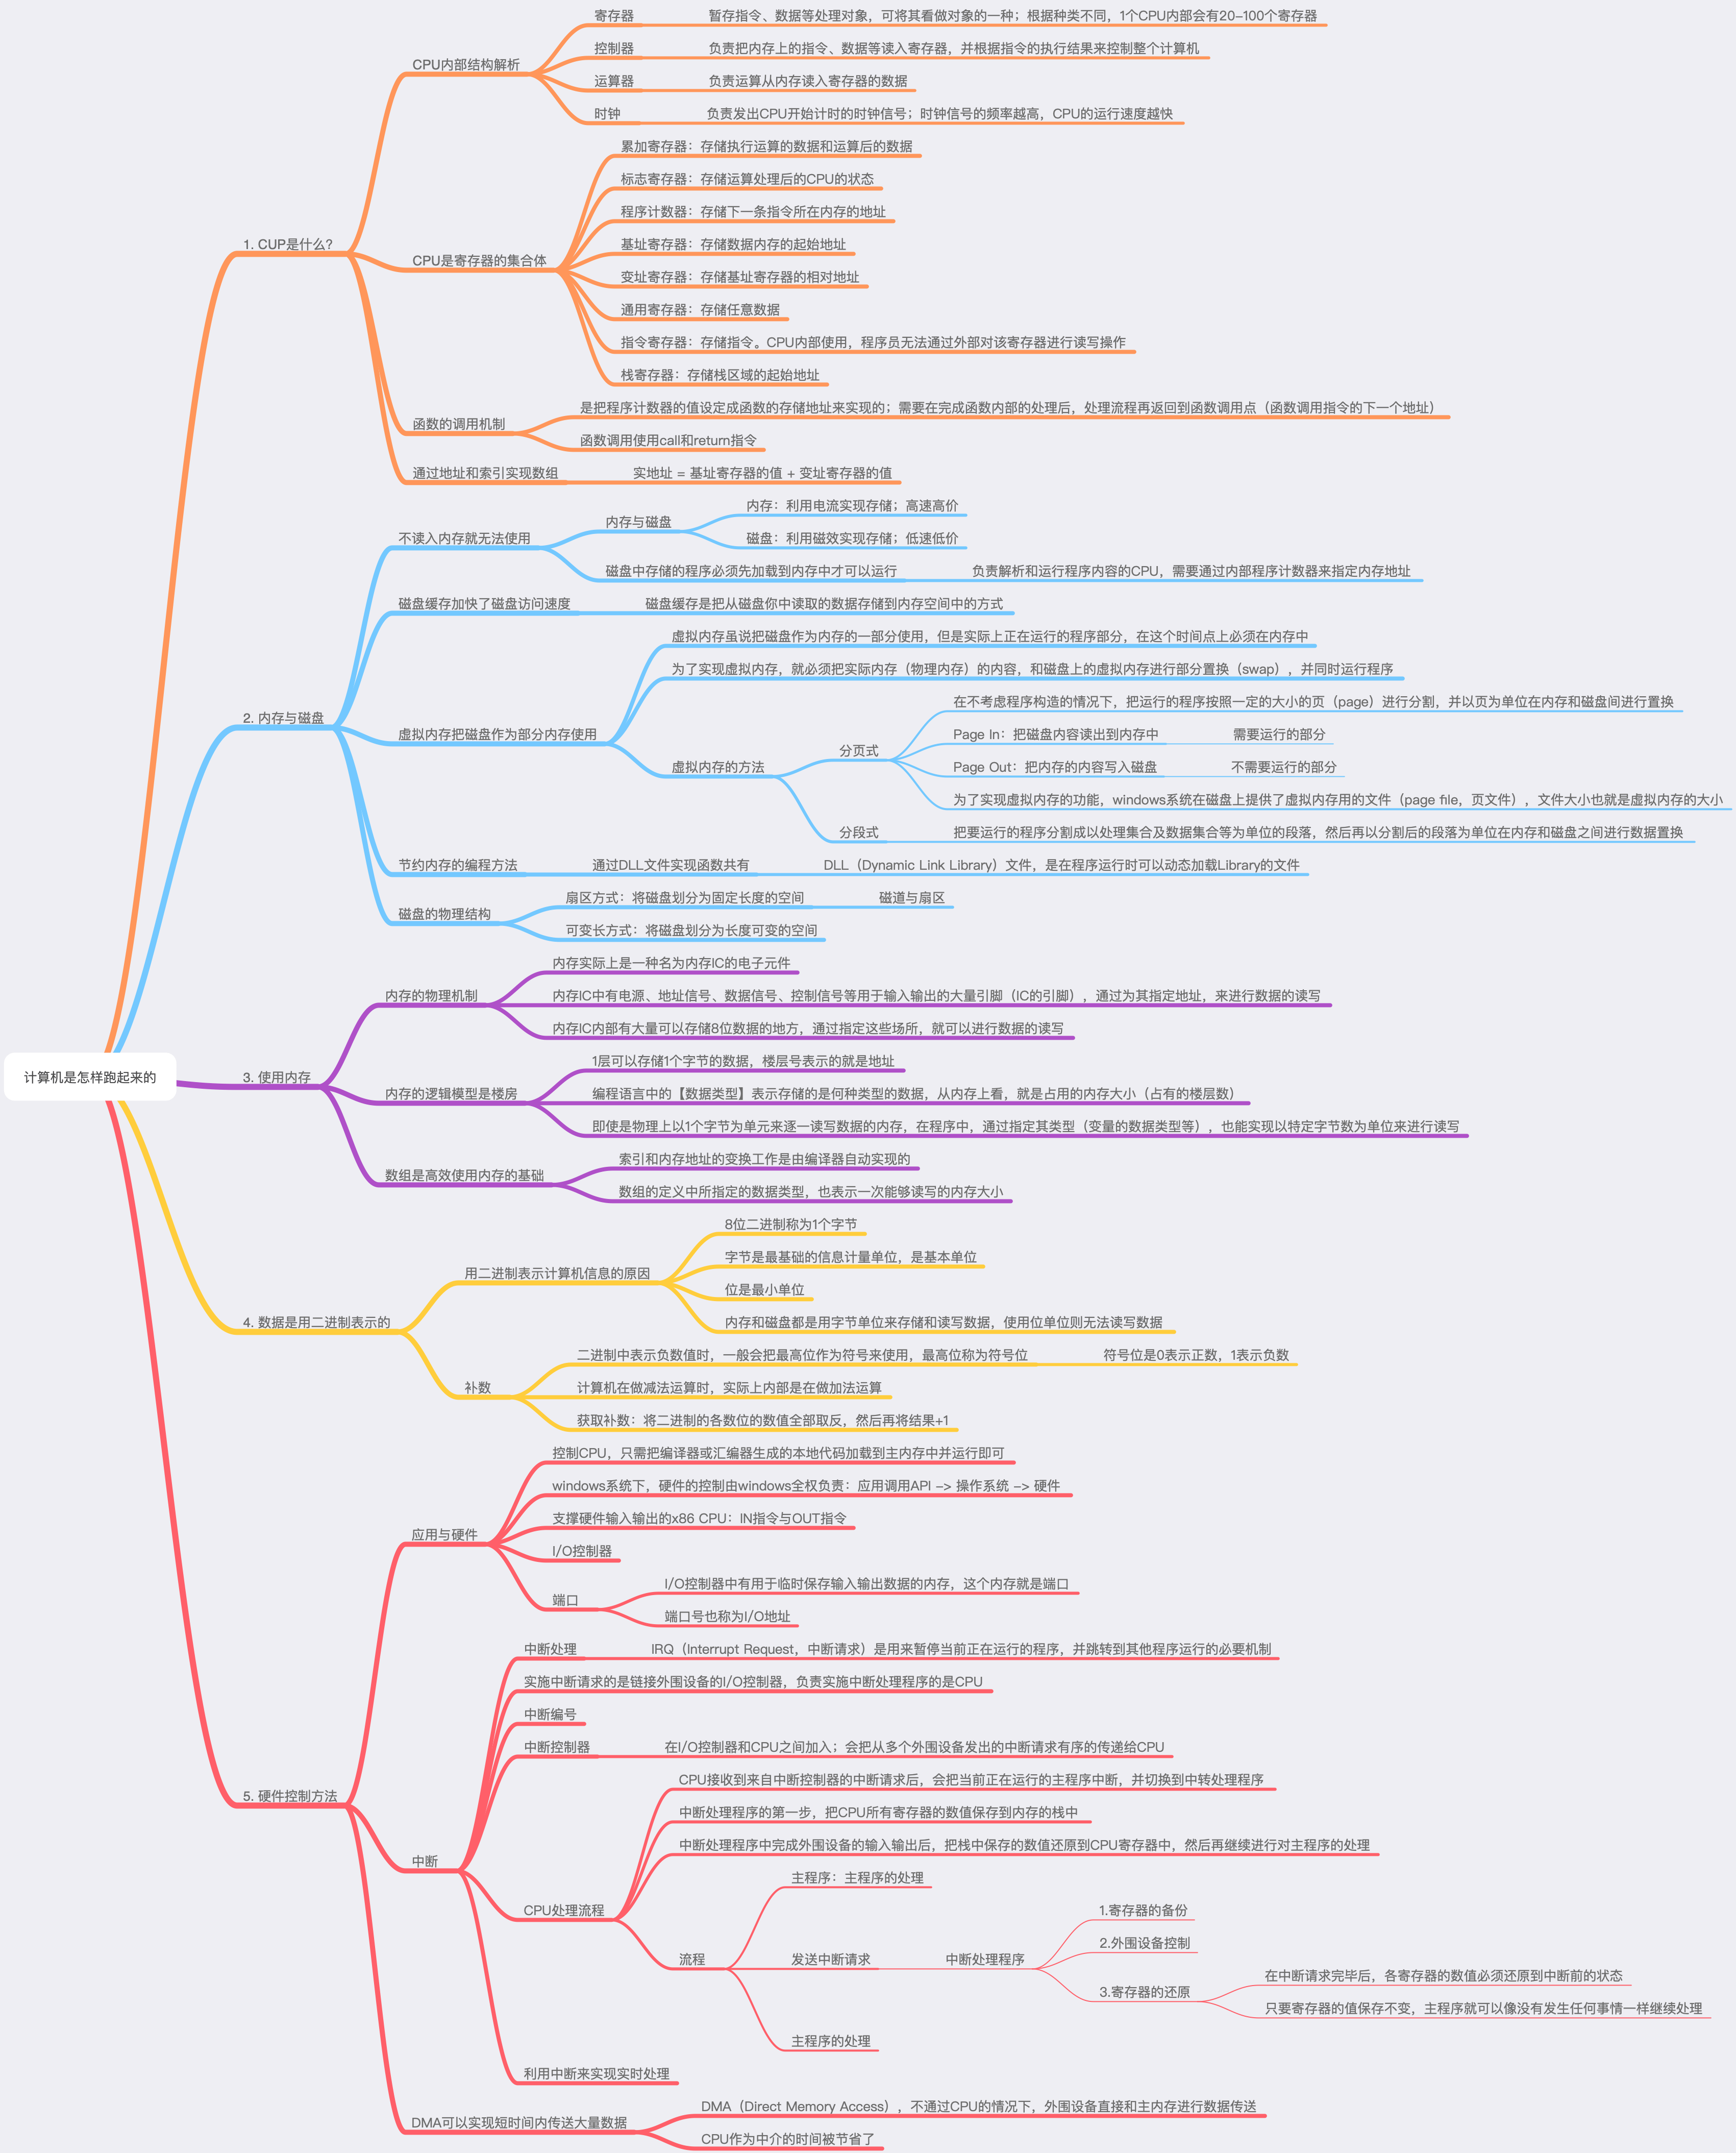 计算机是怎样跑起来的
1. CUP是什么?
CPU内部结构解析
寄存器
暂存指令、数据等处理对象，可将其看做对象的一种；根据种类不同，1个CPU内部会有20-100个寄存器
控制器
负责把内存上的指令、数据等读入寄存器，并根据指令的执行结果来控制整个计算机
运算器
负责运算从内存读入寄存器的数据
时钟
负责发出CPU开始计时的时钟信号；时钟信号的频率越高，CPU的运行速度越快
CPU是寄存器的集合体
累加寄存器：存储执行运算的数据和运算后的数据
标志寄存器：存储运算处理后的CPU的状态
程序计数器：存储下一条指令所在内存的地址
基址寄存器：存储数据内存的起始地址
变址寄存器：存储基址寄存器的相对地址
通用寄存器：存储任意数据
指令寄存器：存储指令。CPU内部使用，程序员无法通过外部对该寄存器进行读写操作
栈寄存器：存储栈区域的起始地址
函数的调用机制
是把程序计数器的值设定成函数的存储地址来实现的；需要在完成函数内部的处理后，处理流程再返回到函数调用点（函数调用指令的下一个地址）
函数调用使用call和return指令
通过地址和索引实现数组
实地址 = 基址寄存器的值 + 变址寄存器的值
2. 内存与磁盘
不读入内存就无法使用
内存与磁盘
内存：利用电流实现存储；高速高价
磁盘：利用磁效实现存储；低速低价
磁盘中存储的程序必须先加载到内存中才可以运行
负责解析和运行程序内容的CPU，需要通过内部程序计数器来指定内存地址
磁盘缓存加快了磁盘访问速度
磁盘缓存是把从磁盘你中读取的数据存储到内存空间中的方式
虚拟内存把磁盘作为部分内存使用
虚拟内存虽说把磁盘作为内存的一部分使用，但是实际上正在运行的程序部分，在这个时间点上必须在内存中
为了实现虚拟内存，就必须把实际内存（物理内存）的内容，和磁盘上的虚拟内存进行部分置换（swap），并同时运行程序
虚拟内存的方法
分页式
在不考虑程序构造的情况下，把运行的程序按照一定的大小的页（page）进行分割，并以页为单位在内存和磁盘间进行置换
Page In：把磁盘内容读出到内存中
需要运行的部分
Page Out：把内存的内容写入磁盘
不需要运行的部分
为了实现虚拟内存的功能，windows系统在磁盘上提供了虚拟内存用的文件（page file，页文件），文件大小也就是虚拟内存的大小
分段式
把要运行的程序分割成以处理集合及数据集合等为单位的段落，然后再以分割后的段落为单位在内存和磁盘之间进行数据置换
节约内存的编程方法
通过DLL文件实现函数共有
DLL（Dynamic Link Library）文件，是在程序运行时可以动态加载Library的文件
磁盘的物理结构
扇区方式：将磁盘划分为固定长度的空间
磁道与扇区
可变长方式：将磁盘划分为长度可变的空间
3. 使用内存
内存的物理机制
内存实际上是一种名为内存IC的电子元件
内存IC中有电源、地址信号、数据信号、控制信号等用于输入输出的大量引脚（IC的引脚），通过为其指定地址，来进行数据的读写
内存IC内部有大量可以存储8位数据的地方，通过指定这些场所，就可以进行数据的读写
内存的逻辑模型是楼房
1层可以存储1个字节的数据，楼层号表示的就是地址
编程语言中的【数据类型】表示存储的是何种类型的数据，从内存上看，就是占用的内存大小（占有的楼层数）
即使是物理上以1个字节为单元来逐一读写数据的内存，在程序中，通过指定其类型（变量的数据类型等），也能实现以特定字节数为单位来进行读写
数组是高效使用内存的基础
索引和内存地址的变换工作是由编译器自动实现的
数组的定义中所指定的数据类型，也表示一次能够读写的内存大小
4. 数据是用二进制表示的
用二进制表示计算机信息的原因
8位二进制称为1个字节
字节是最基础的信息计量单位，是基本单位
位是最小单位
内存和磁盘都是用字节单位来存储和读写数据，使用位单位则无法读写数据
补数
二进制中表示负数值时，一般会把最高位作为符号来使用，最高位称为符号位
符号位是0表示正数，1表示负数
计算机在做减法运算时，实际上内部是在做加法运算
获取补数：将二进制的各数位的数值全部取反，然后再将结果+1
5. 硬件控制方法
应用与硬件
控制CPU，只需把编译器或汇编器生成的本地代码加载到主内存中并运行即可
windows系统下，硬件的控制由windows全权负责：应用调用API -> 操作系统 -> 硬件
支撑硬件输入输出的x86 CPU：IN指令与OUT指令
I/O控制器
端口
I/O控制器中有用于临时保存输入输出数据的内存，这个内存就是端口
端口号也称为I/O地址
中断
中断处理
IRQ（Interrupt Request，中断请求）是用来暂停当前正在运行的程序，并跳转到其他程序运行的必要机制
实施中断请求的是链接外围设备的I/O控制器，负责实施中断处理程序的是CPU
中断编号
中断控制器
在I/O控制器和CPU之间加入；会把从多个外围设备发出的中断请求有序的传递给CPU
CPU处理流程
CPU接收到来自中断控制器的中断请求后，会把当前正在运行的主程序中断，并切换到中转处理程序
中断处理程序的第一步，把CPU所有寄存器的数值保存到内存的栈中
中断处理程序中完成外围设备的输入输出后，把栈中保存的数值还原到CPU寄存器中，然后再继续进行对主程序的处理
流程
主程序：主程序的处理
发送中断请求
中断处理程序
1.寄存器的备份
2.外围设备控制
3.寄存器的还原
在中断请求完毕后，各寄存器的数值必须还原到中断前的状态
只要寄存器的值保存不变，主程序就可以像没有发生任何事情一样继续处理
主程序的处理
利用中断来实现实时处理
DMA可以实现短时间内传送大量数据
DMA（Direct Memory Access），不通过CPU的情况下，外围设备直接和主内存进行数据传送
CPU作为中介的时间被节省了